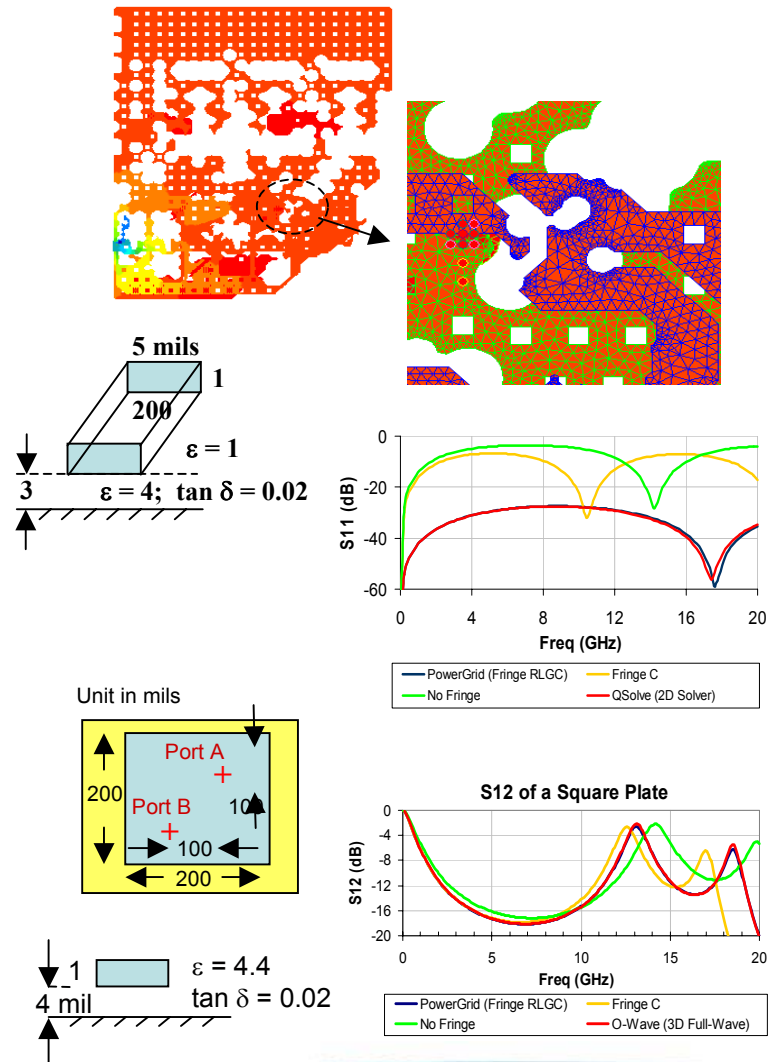 5 mils
1
200
ε = 1
3
ε = 4; tan δ = 0.02
0
-20
-40
-60
S11 (dB)
0 4 8 12 16 20
Freq (GHz)
PowerGrid (Fringe RLGC) Fringe C
No Fringe QSolve (2D Solver)
Unit in mils
Port A
200
Port B
100
100
200
S12 of a Square Plate
0
-4
-8
-12
-16
-20
S12 (dB)
0 5 10 15 20
Freq (GHz)
PowerGrid (Fringe RLGC) Fringe C
No Fringe O-Wave (3D Full-Wave)
1
4 mil
ε = 4.4
tan δ = 0.02